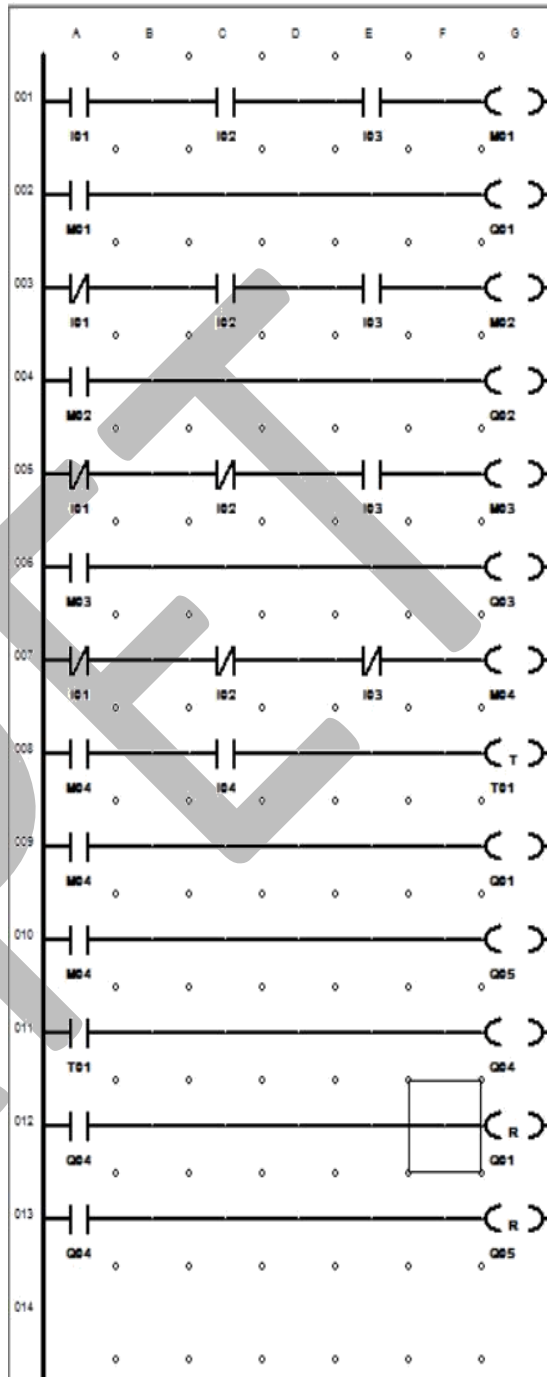 A B C D E F G
001
I01 I02 I03 M01
002
M01 Q01
003
I01 I02 I03 M02
004
M02 Q02
005
I01 I02 I03 M03
006
M03 Q03
007
I01 I02 I03 M04
008
T
M04 I04 T01
009
M04 Q01
010
M04 Q05
011
T01 Q04
012
R
Q04 Q01
013
R
Q04 Q05
014